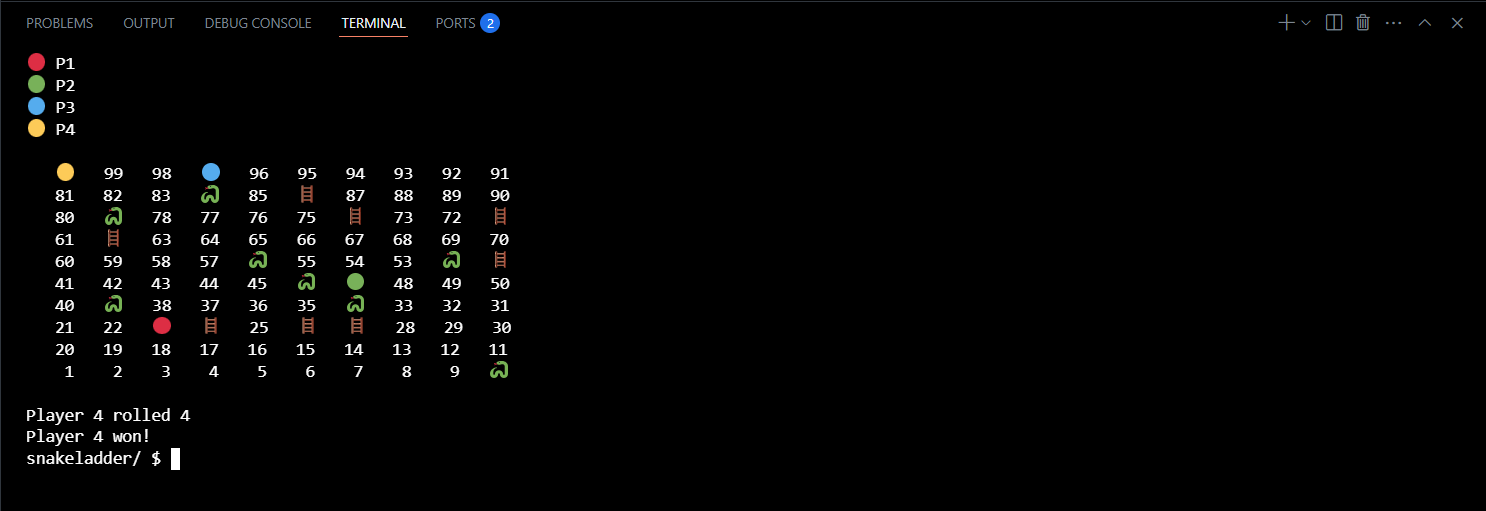 PROBLEMS OUTPUT DEBUG CONSOLE TERMINAL PORTS 2
P1
P2
P3
P4
99 98 96 95 94 93 92 91
81 82 83 85 87 88 89 90
80 78 77 76 75 73 72
61 63 64 65 66 67 68 69 70
60 59 58 57 55 54 53
41 42 43 44 45 48 49 50
40 38 37 36 35 33 32 31
21 22 25 28 29 30
20 19 18 17 16 15 14 13 12 11
1 2 3 4 5 6 7 8 9
Player 4 rolled 4
Player 4 won!
snakeladder/ $